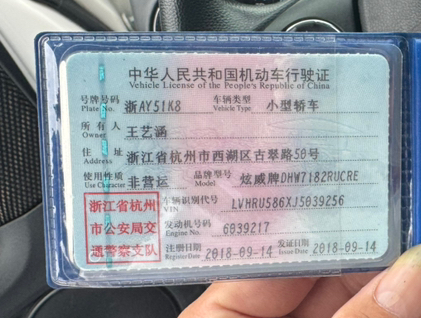 中华人民共和国机动车行驶证
Vehicle License of the People's Republic of China
号牌号码 浙AY51K8 车辆类型 小型轿车
Plate No. Vehicle Type
所有人 王艺涵
Owner
住址 浙江省杭州市西湖区古翠路50号
Address
使用性质 非营运 品牌型号 炫威牌DHW7182RUCRE
Use Character Model
浙江省杭州
市公安局交
通警察支队
车辆识别代号 LVHRU586XJ5039256
VIN
发动机号码 6039217
Engine No.
注册日期 2018-09-14 发证日期 2018-09-14
Register Date Issue Date